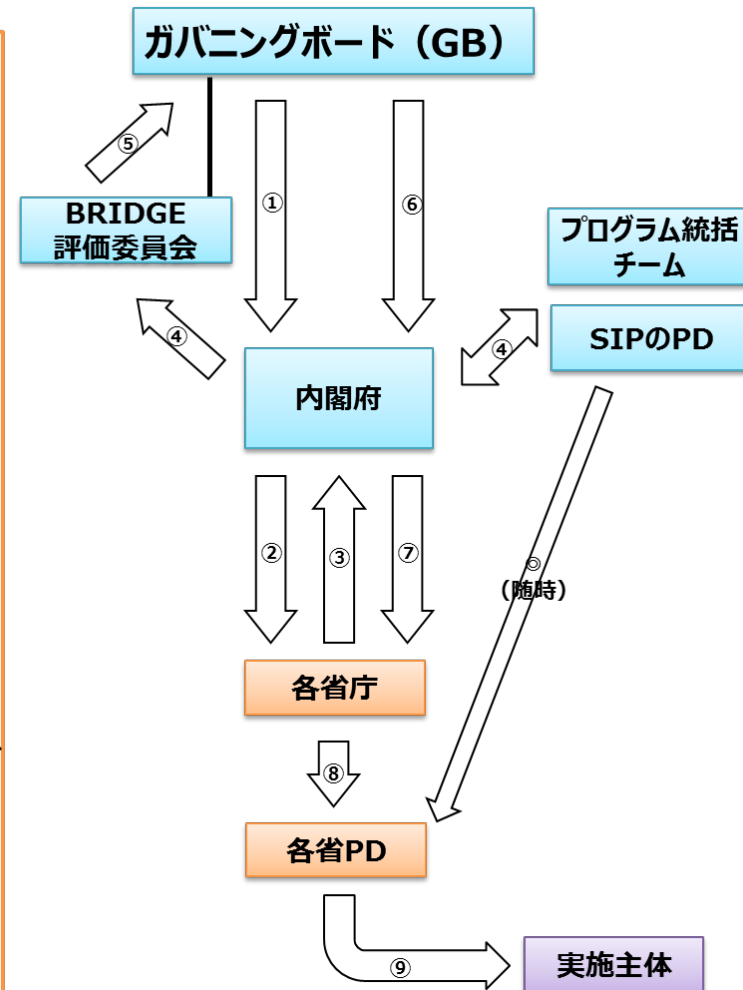 ガバニングボード（GB）
⑤
①
⑥
BRIDGE
評価委員会
プログラム統括
チーム
④
④
SIPのPD
内閣府
②
③
⑦
◎
（随時）
各省庁
⑧
各省PD
⑨
実施主体